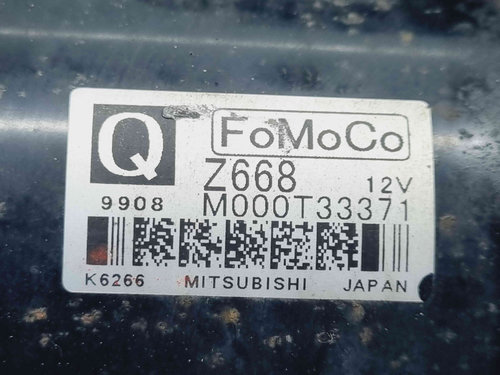 Q FoMoCo
Z668 12V
9908 M000T33371
K6266 MITSUBISHI JAPAN